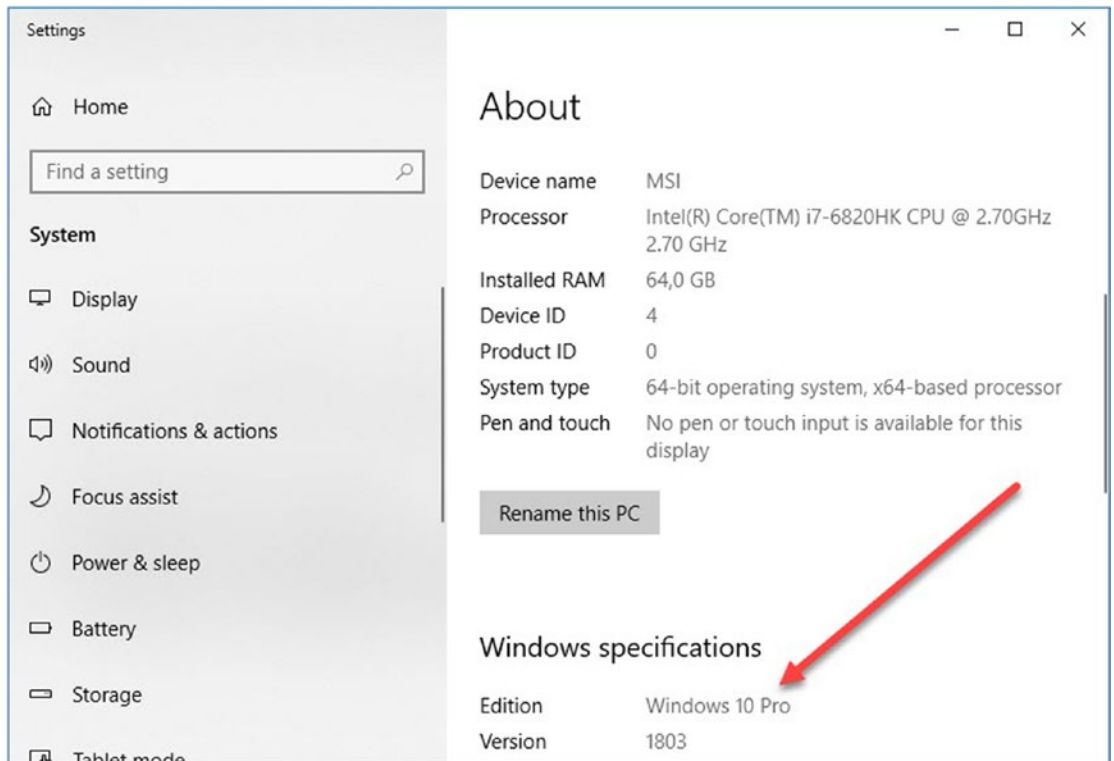 Settings
Home
Find a setting
System
Display
Sound
Notifications & actions
Focus assist
Power & sleep
Battery
Storage
Tablet mode
About
Device name MSI
Processor Intel(R) Core(TM) i7-6820HK CPU @ 2.70GHz
2.70 GHz
Installed RAM 64,0 GB
Device ID 4
Product ID 0
System type 64-bit operating system, x64-based processor
Pen and touch No pen or touch input is available for this
display
Rename this PC
Windows specifications
Edition Windows 10 Pro
Version 1803